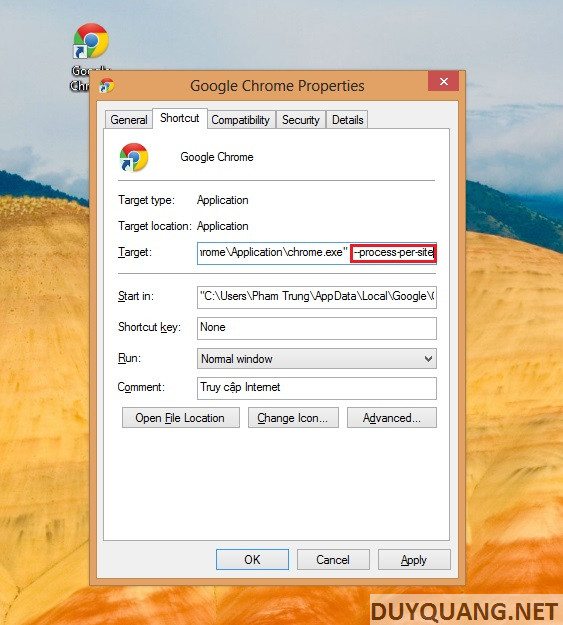 Google
Chrome
Google Chrome Properties
General Shortcut Compatibility Security Details
Google Chrome
Target type: Application
Target location: Application
Target: rome\Application\chrome.exe" --process-per-site
Start in: "C:\Users\Pham Trung\AppData\Local\Google\C
Shortcut key: None
Run: Normal window
Comment: Truy cập Internet
Open File Location Change Icon... Advanced...
OK Cancel Apply
DUYQUANG.NET